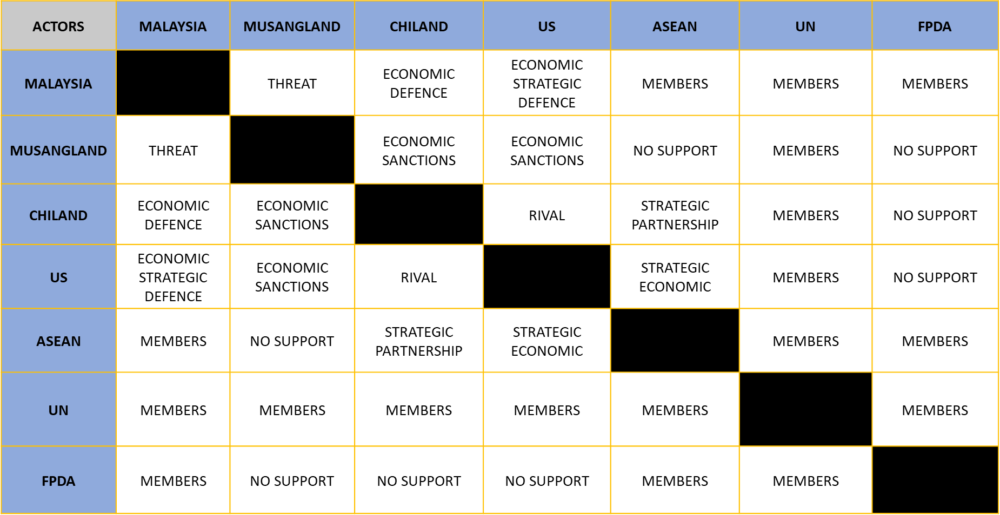 ACTORS MALAYSIA MUSANGLAND CHILAND US ASEAN UN FPDA
MALAYSIA
THREAT
ECONOMIC
DEFENCE
ECONOMIC
STRATEGIC
DEFENCE
MEMBERS
MEMBERS
MEMBERS
MUSANGLAND
THREAT
ECONOMIC
SANCTIONS
ECONOMIC
SANCTIONS
NO SUPPORT
MEMBERS
NO SUPPORT
CHILAND
ECONOMIC
DEFENCE
ECONOMIC
SANCTIONS
RIVAL
STRATEGIC
PARTNERSHIP
MEMBERS
NO SUPPORT
US
ECONOMIC
STRATEGIC
DEFENCE
ECONOMIC
SANCTIONS
RIVAL
STRATEGIC
ECONOMIC
MEMBERS
NO SUPPORT
ASEAN
MEMBERS
NO SUPPORT
STRATEGIC
PARTNERSHIP
STRATEGIC
ECONOMIC
MEMBERS
MEMBERS
UN
MEMBERS
MEMBERS
MEMBERS
MEMBERS
MEMBERS
MEMBERS
FPDA
MEMBERS
NO SUPPORT
NO SUPPORT
NO SUPPORT
MEMBERS
MEMBERS